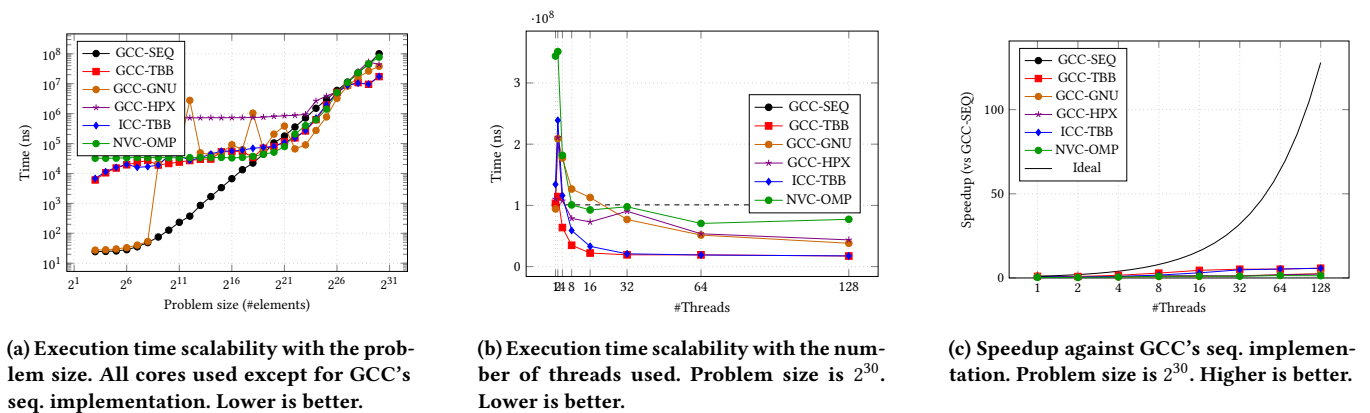 10^8
10^7
10^6
10^5
10^4
10^3
10^2
10^1
Time (ns)
GCC-SEQ
GCC-TBB
GCC-GNU
GCC-HPX
ICC-TBB
NVC-OMP
2^1 2^6 2^11 2^16 2^21 2^26 2^31
Problem size (#elements)
(a) Execution time scalability with the prob-
lem size. All cores used except for GCC's
seq. implementation. Lower is better.
·10^8
3
2
1
0
Time (ns)
GCC-SEQ
GCC-TBB
GCC-GNU
GCC-HPX
ICC-TBB
NVC-OMP
1 2 4 8 16 32 64 128
#Threads
(b) Execution time scalability with the num-
ber of threads used. Problem size is 2^30.
Lower is better.
100
50
0
Speedup (vs GCC-SEQ)
GCC-SEQ
GCC-TBB
GCC-GNU
GCC-HPX
ICC-TBB
NVC-OMP
Ideal
1 2 4 8 16 32 64 128
#Threads
(c) Speedup against GCC's seq. implemen-
tation. Problem size is 2^30. Higher is better.